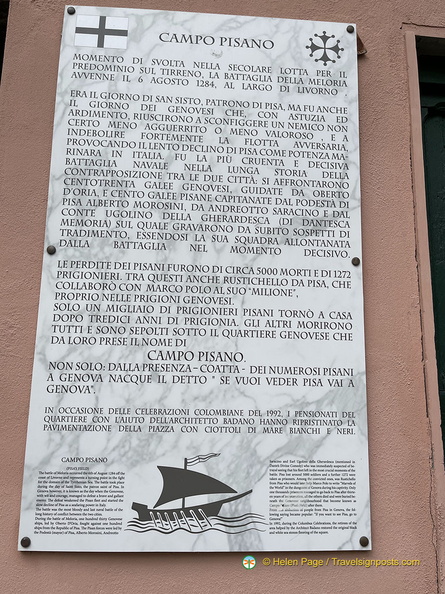 CAMPO PISANO
MOMENTO DI SVOLTA NELLA SECOLARE LOTTA PER IL
PREDOMINIO SUL TIRRENO, LA BATTAGLIA DELLA MELORIA
AVVENNE IL 6 AGOSTO 1284, AL LARGO DI LIVORNO
ERA IL GIORNO DI SAN SISTO, PATRONO DI PISA, MA FU ANCHE
IL GIORNO DEI GENOVESI CHE, CON ASTUZIA ED
ARDIMENTO, RIUSCIRONO A SCONFIGGERE UN NEMICO NON
CERTO MENO AGGUERRITO O MENO VALOROSO, E A
INDEBOLIRE FORTEMENTE LA FLOTTA AVVERSARIA,
PROVOCANDO IL LENTO DECLINO DI PISA COME POTENZA MA-
RINARA IN ITALIA. FU LA PIÙ CRUENTA E DECISIVA
BATTAGLIA NAVALE NELLA LUNGA STORIA DELLA
CONTRAPPOSIZIONE TRA LE DUE CITTÀ: SI AFFRONTARONO
CENTOTRENTA GALEE GENOVESI, GUIDATE DA OBERTO
D'ORIA, E CENTO GALEE PISANE CAPITANATE DAL PODESTÀ DI
PISA ALBERTO MOROSINI, DA ANDREOTTO SARACINO E DAL
CONTE UGOLINO DELLA GHERARDESCA (DI DANTESCA
MEMORIA) SUL QUALE GRAVARONO DA SUBITO SOSPETTI DI
TRADIMENTO, ESSENDOSI LA SUA SQUADRA ALLONTANATA
DALLA BATTAGLIA NEL MOMENTO DECISIVO.
LE PERDITE DEI PISANI FURONO DI CIRCA 5000 MORTI E DI 1272
PRIGIONIERI. TRA QUESTI ANCHE RUSTICHELLO DA PISA, CHE
COLLABORÒ CON MARCO POLO AL SUO "MILIONE",
PROPRIO NELLE PRIGIONI GENOVESI.
SOLO UN MIGLIAIO DI PRIGIONIERI PISANI TORNÒ A CASA
DOPO TREDICI ANNI DI PRIGIONIA. GLI ALTRI MORIRONO
TUTTI E SONO SEPOLTI SOTTO IL QUARTIERE GENOVESE CHE
DA LORO PRESE IL NOME DI
CAMPO PISANO.
NON SOLO: DALLA PRESENZA - COATTA - DEI NUMEROSI PISANI
A GENOVA NACQUE IL DETTO " SE VUOI VEDER PISA VAI A
GENOVA".
IN OCCASIONE DELLE CELEBRAZIONI COLOMBIANE DEL 1992, I PENSIONATI DEL
QUARTIERE CON L'AIUTO DELL'ARCHITETTO BADANO HANNO RIPRISTINATO LA
PAVIMENTAZIONE DELLA PIAZZA CON CIOTTOLI DI MARE BIANCHI E NERI.
CAMPO PISANO
© Helen Page / Travelsignposts.com